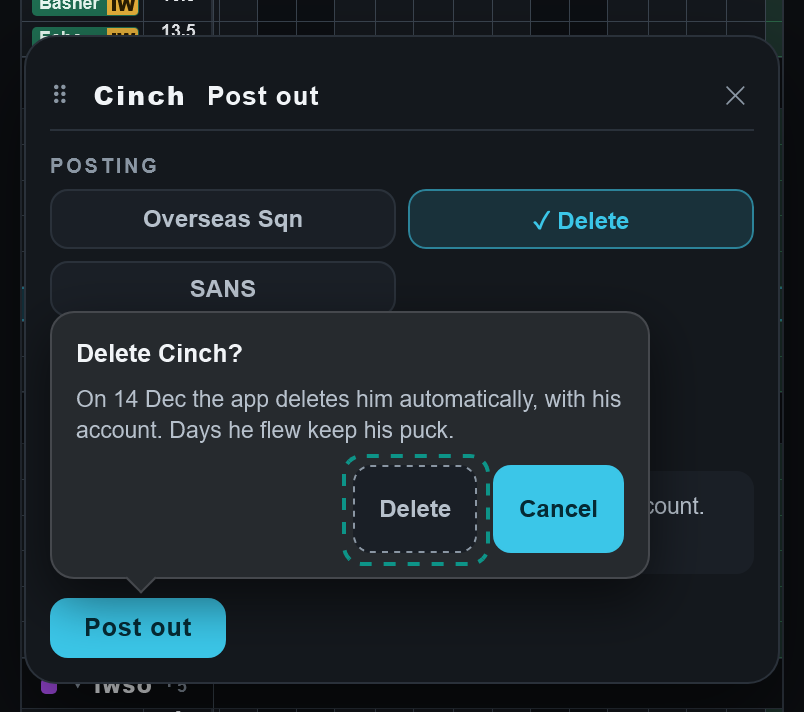 Basher IW
13.5
Cinch Post out
POSTING
Overseas Sqn
✓ Delete
SANS
Delete Cinch?
On 14 Dec the app deletes him automatically, with his
account. Days he flew keep his puck.
Delete
Cancel
count.
Post out
IWSO · 5